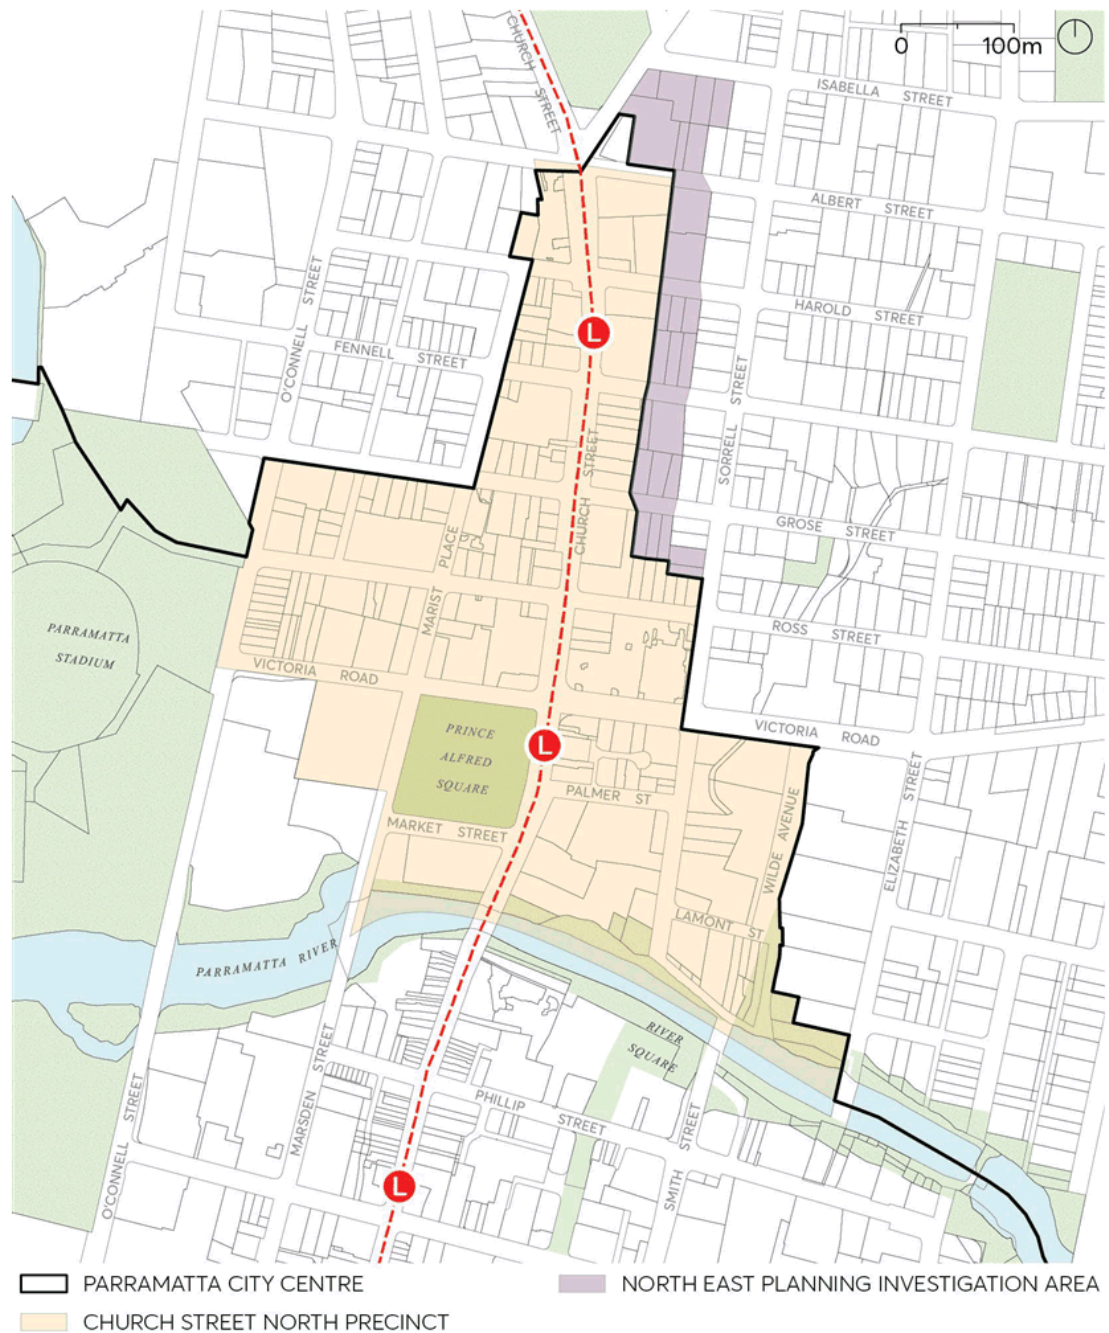 CHURCH STREET
0 100m
ISABELLA STREET
ALBERT STREET
HAROLD STREET
O'CONNELL STREET
FENNELL STREET
L
SORRELL STREET
CHURCH STREET
GROSE STREET
MARIST PLACE
ROSS STREET
PARRAMATTA
STADIUM
VICTORIA ROAD
VICTORIA ROAD
PRINCE
ALFRED
SQUARE
L
PALMER ST
MARKET STREET
WILDE AVENUE
ELIZABETH STREET
LAMONT ST
PARRAMATTA RIVER
RIVER
SQUARE
MARSDEN STREET
PHILLIP STREET
O'CONNELL STREET
SMITH STREET
L
PARRAMATTA CITY CENTRE
NORTH EAST PLANNING INVESTIGATION AREA
CHURCH STREET NORTH PRECINCT